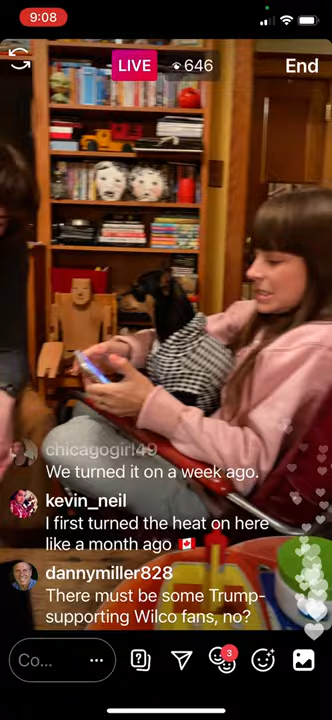 9:08
LIVE
646
End
chicagogirl49
We turned it on a week ago.
kevin_neil
I first turned the heat on here
like a month ago 🇨🇦
dannymiller828
There must be some Trump-
supporting Wilco fans, no?
Co...
3